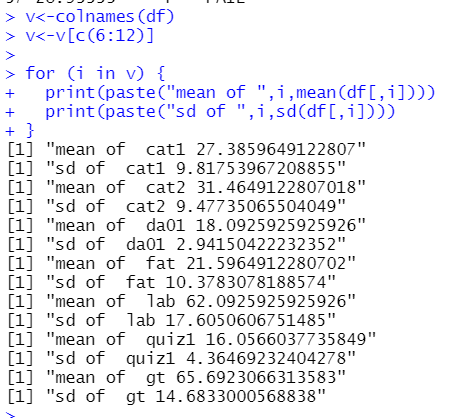 > v<-colnames(df)
> v<-v[c(6:12)]
>
> for (i in v) {
+   print(paste("mean of ",i,mean(df[,i])))
+   print(paste("sd of ",i,sd(df[,i])))
+ }
[1] "mean of  cat1 27.3859649122807"
[1] "sd of  cat1 9.81753967208855"
[1] "mean of  cat2 31.4649122807018"
[1] "sd of  cat2 9.47735065504049"
[1] "mean of  da01 18.0925925925926"
[1] "sd of  da01 2.94150422232352"
[1] "mean of  fat 21.5964912280702"
[1] "sd of  fat 10.3783078188574"
[1] "mean of  lab 62.0925925925926"
[1] "sd of  lab 17.6050606751485"
[1] "mean of  quiz1 16.0566037735849"
[1] "sd of  quiz1 4.36469232404278"
[1] "mean of  gt 65.6923066313583"
[1] "sd of  gt 14.6833000568838"
>